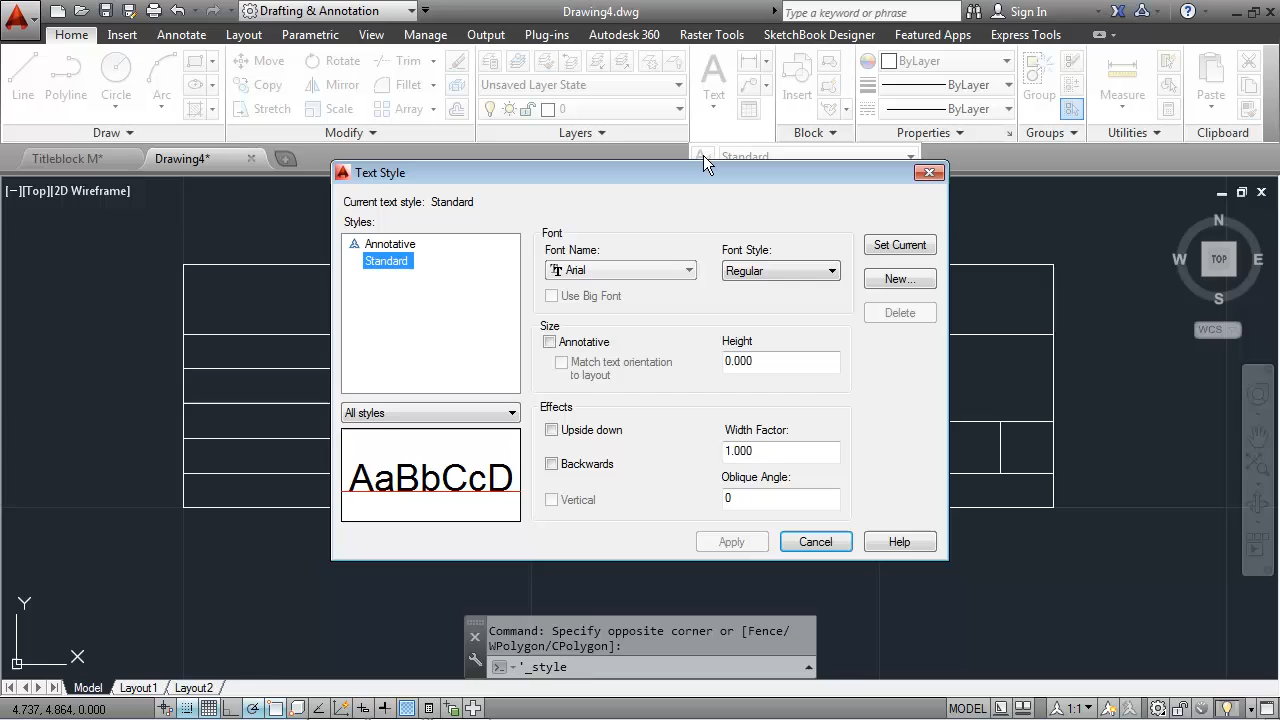 Drafting & Annotation
Drawing4.dwg
Type a keyword or phrase
Sign In
Home Insert Annotate Layout Parametric View Manage Output Plug-ins Autodesk 360 Raster Tools SketchBook Designer Featured Apps Express Tools
Line Polyline Circle Arc
Move Rotate Trim
Copy Mirror Fillet
Stretch Scale Array
Unsaved Layer State
0
Text
Insert
ByLayer
ByLayer
ByLayer
Group
Measure
Paste
Draw Modify Layers Block Properties Groups Utilities Clipboard
Titleblock M* Drawing4*
Standard
[−][Top][2D Wireframe]
Text Style
Current text style: Standard
Styles:
Annotative
Standard
All styles
AaBbCcD
Font
Font Name:
Arial
Font Style:
Regular
Use Big Font
Size
Annotative
Match text orientation
to layout
Height
0.000
Effects
Upside down
Backwards
Vertical
Width Factor:
1.000
Oblique Angle:
0
Set Current
New...
Delete
Apply Cancel Help
N
W TOP E
S
WCS
Y
X
Command: Specify opposite corner or [Fence/
WPolygon/CPolygon]:
'_style
Model Layout1 Layout2
4.737, 4.864, 0.000
MODEL
1:1